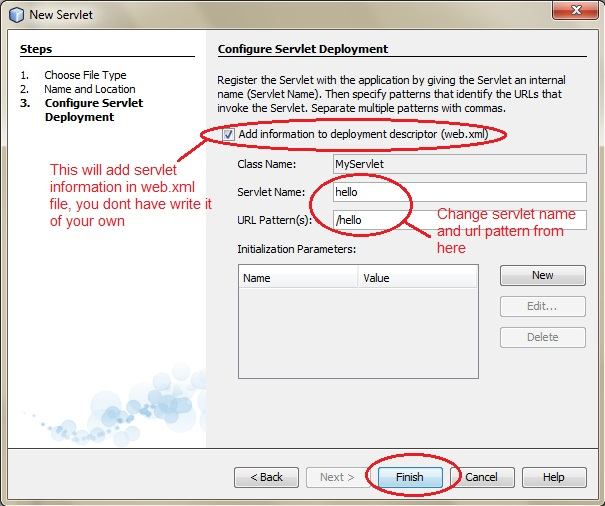 New Servlet
Steps
1. Choose File Type
2. Name and Location
3. Configure Servlet
Deployment
This will add servlet
information in web.xml
file, you dont have write it
of your own
Configure Servlet Deployment
Register the Servlet with the application by giving the Servlet an internal
name (Servlet Name). Then specify patterns that identify the URLs that
invoke the Servlet. Separate multiple patterns with commas.
Add information to deployment descriptor (web.xml)
Class Name: MyServlet
Servlet Name: hello
URL Pattern(s): /hello
Change servlet name
and url pattern from
here
Initialization Parameters:
Name Value
New
Edit...
Delete
< Back Next > Finish Cancel Help